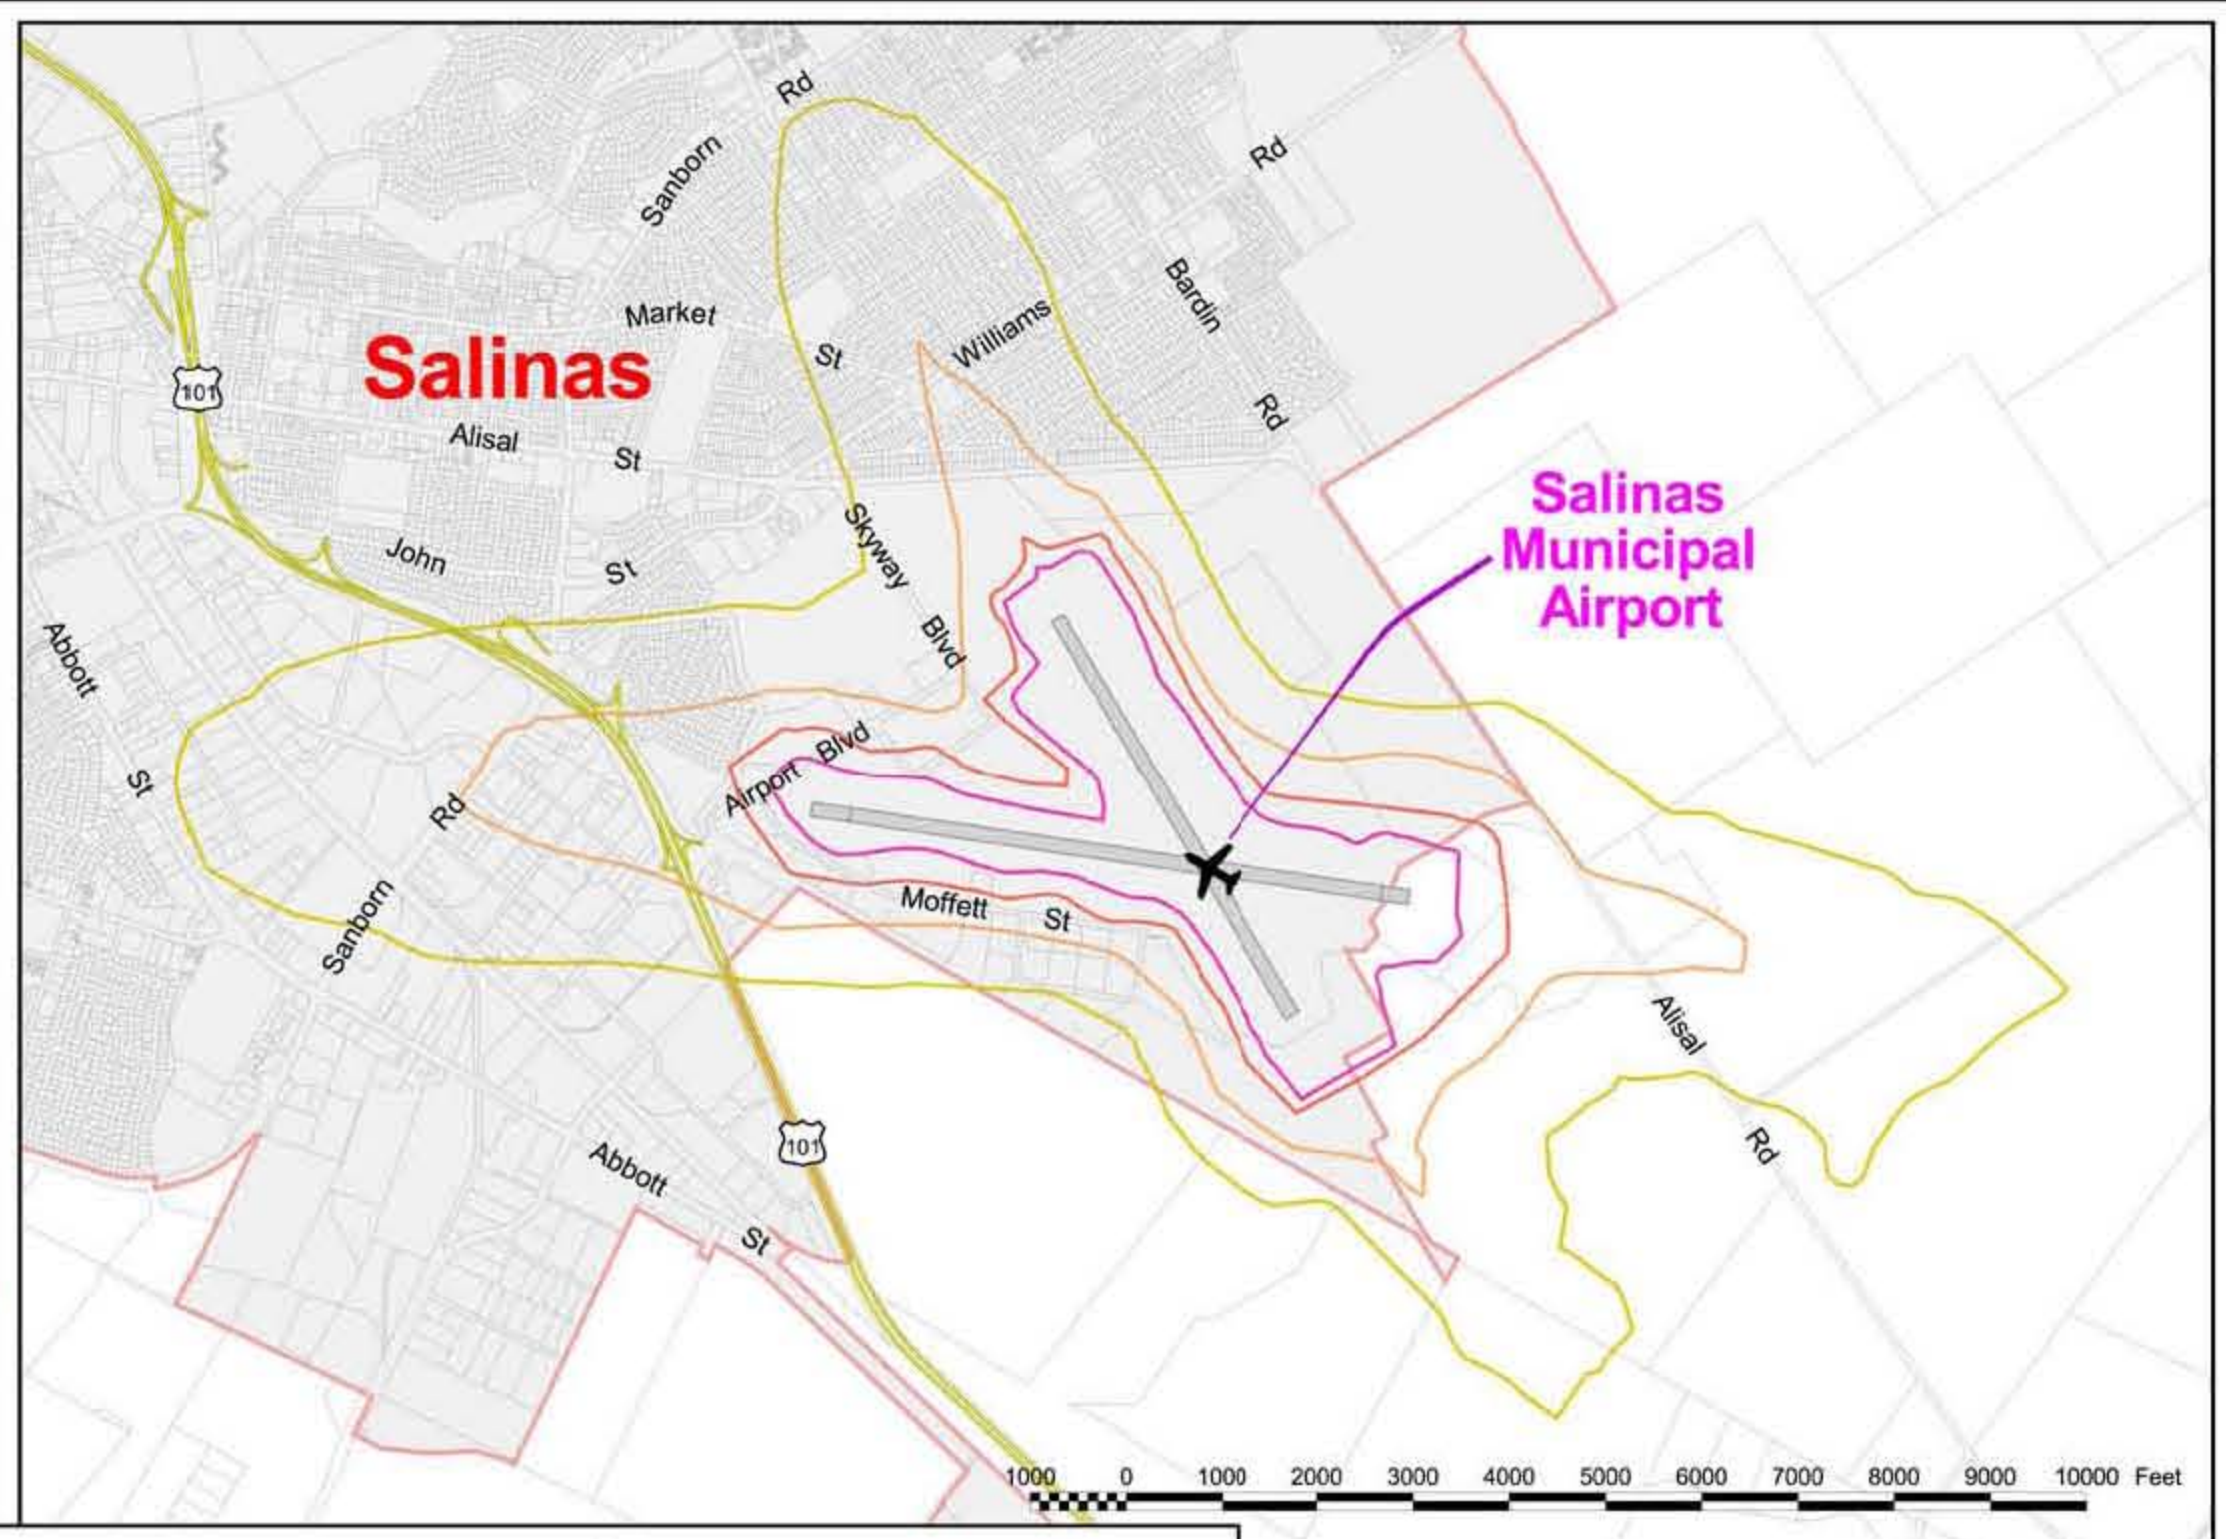 Rd
Sanborn
Rd
Market
St
Williams
Bardin
Rd
Salinas
101
Alisal
St
Skyway
Blvd
John
St
Salinas
Municipal
Airport
Abbott
St
Airport Blvd
Rd
Sanborn
Moffett
St
Alisal
Rd
101
Abbott
St
1000 0 1000 2000 3000 4000 5000 6000 7000 8000 9000 10000 Feet